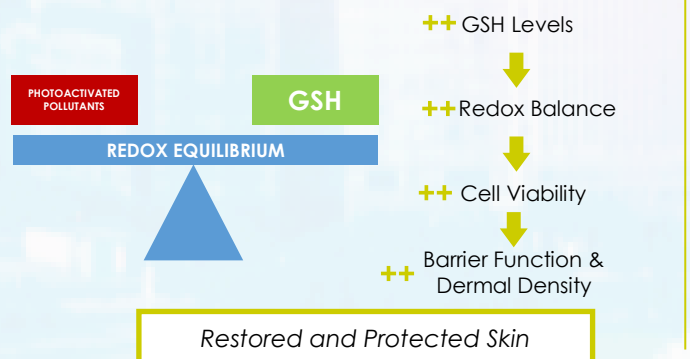 ++ GSH Levels
PHOTOACTIVATED
POLLUTANTS
GSH
++ Redox Balance
REDOX EQUILIBRIUM
++ Cell Viability
++ Barrier Function &
Dermal Density
Restored and Protected Skin